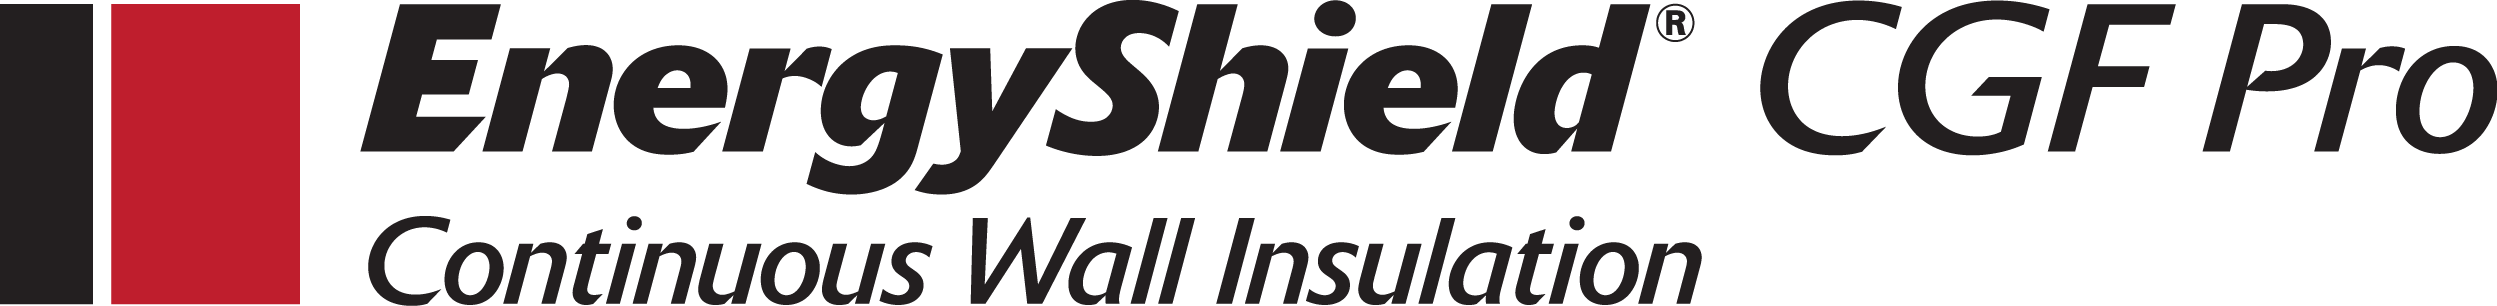 EnergyShield® CGF Pro
Continuous Wall Insulation